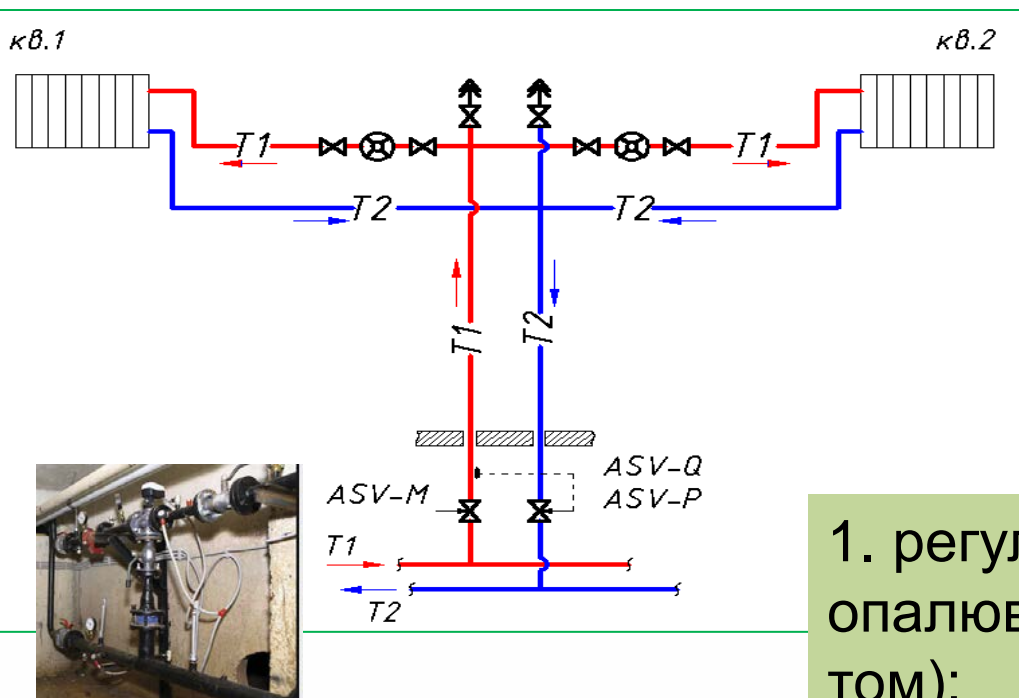 кв.1
кв.2
T1
T1
T2
T2
T1
T2
ASV-M
ASV-Q
ASV-P
T1
T2
1. регул
опалюв
том):